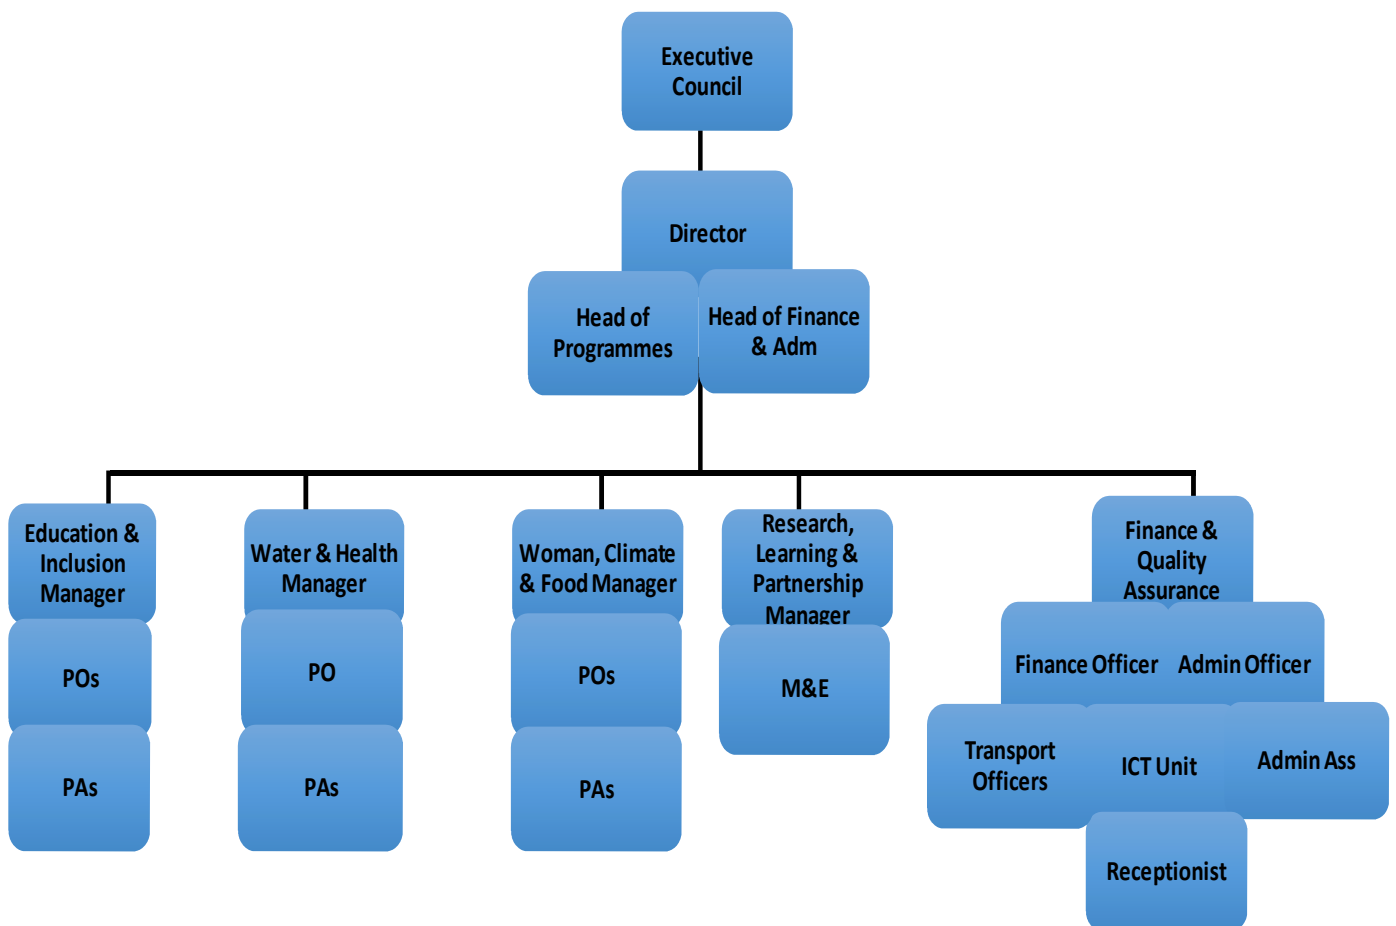 Executive
Council
Director
Head of
Programmes
Head of Finance
& Adm
Education &
Inclusion
Manager
POs
PAs
Water & Health
Manager
PO
PAs
Woman, Climate
& Food Manager
POs
PAs
Research,
Learning &
Partnership
Manager
M&E
Finance &
Quality
Assurance
Finance Officer
Admin Officer
Transport
Officers
ICT Unit
Admin Ass
Receptionist